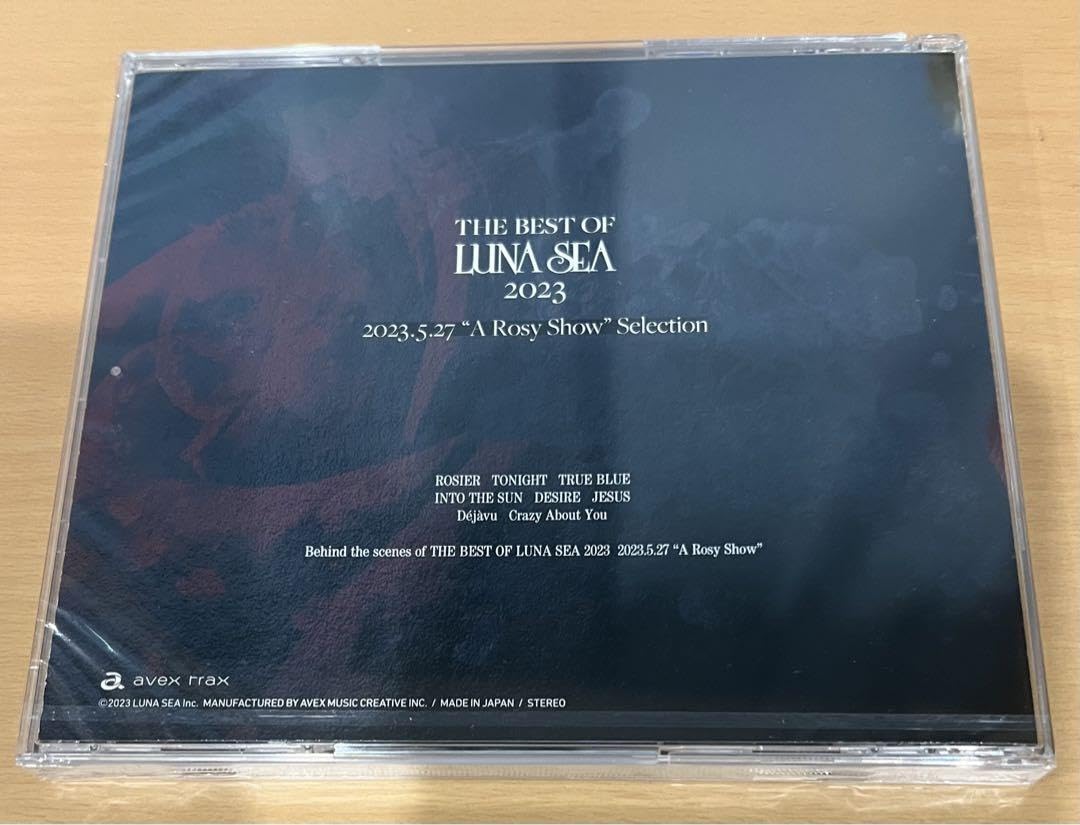 THE BEST OF
LUNA SEA
2023
2023.5.27 “A Rosy Show” Selection
ROSIER TONIGHT TRUE BLUE
INTO THE SUN DESIRE JESUS
Déjàvu Crazy About You
Behind the scenes of THE BEST OF LUNA SEA 2023 2023.5.27 “A Rosy Show”
a avex trax
©2023 LUNA SEA Inc. MANUFACTURED BY AVEX MUSIC CREATIVE INC. / MADE IN JAPAN / STEREO